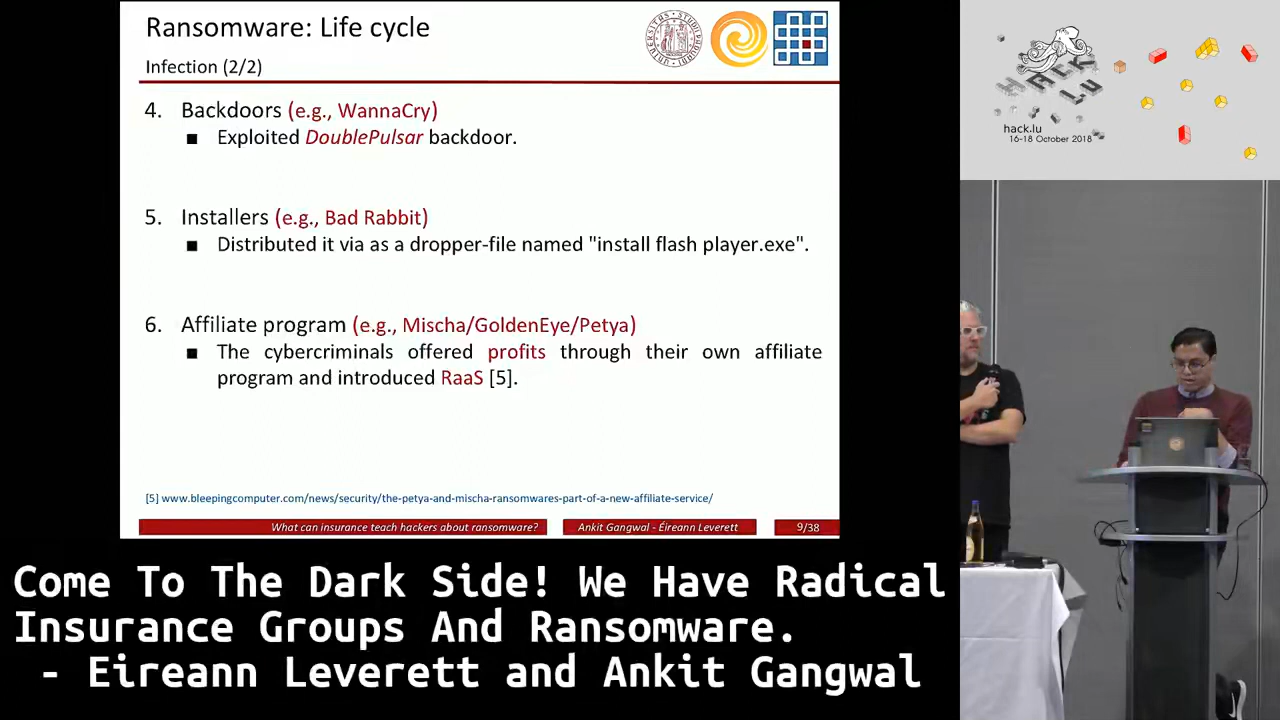 Ransomware: Life cycle
Infection (2/2)
4. Backdoors (e.g., WannaCry)
■ Exploited DoublePulsar backdoor.
5. Installers (e.g., Bad Rabbit)
■ Distributed it via as a dropper-file named "install flash player.exe".
6. Affiliate program (e.g., Mischa/GoldenEye/Petya)
■ The cybercriminals offered profits through their own affiliate
program and introduced RaaS [5].
[5] www.bleepingcomputer.com/news/security/the-petya-and-mischa-ransomwares-part-of-a-new-affiliate-service/
What can insurance teach hackers about ransomware?
Ankit Gangwal - Éireann Leverett
9/38
HACK
LU
hack.lu
16-18 October 2018
Come To The Dark Side! We Have Radical
Insurance Groups And Ransomware.
- Eireann Leverett and Ankit Gangwal